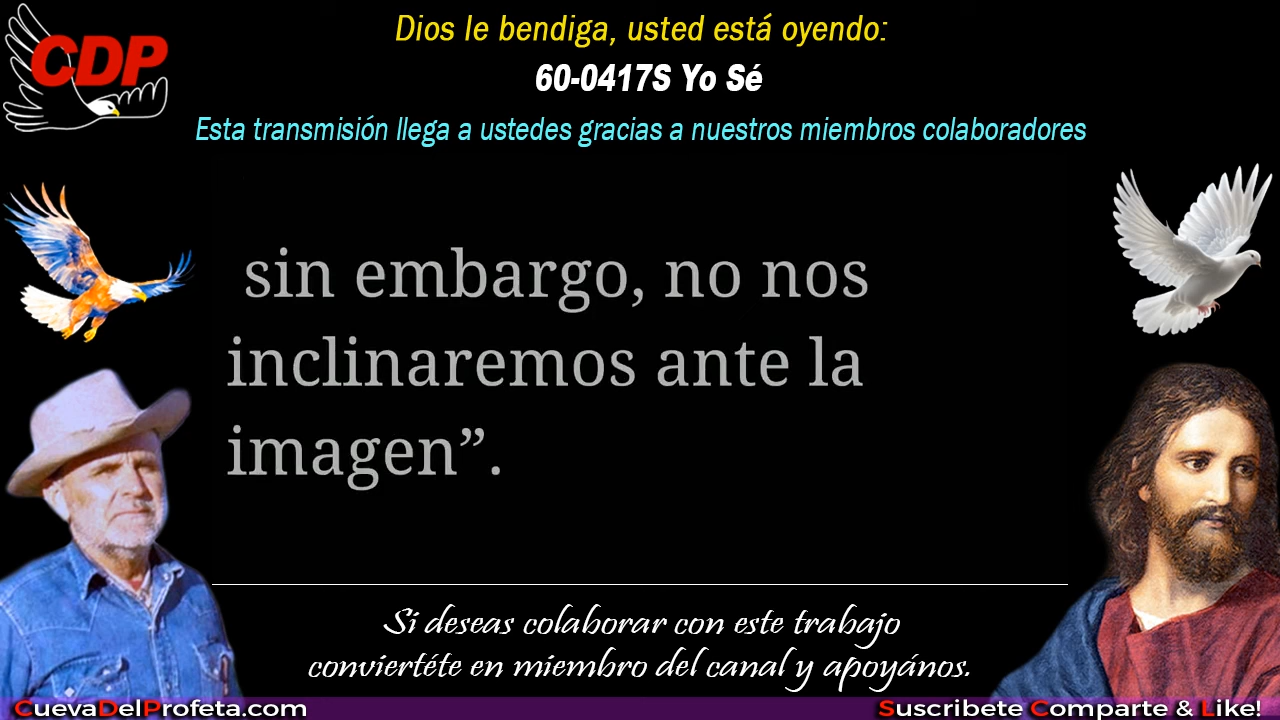 CDP
Dios le bendiga, usted está oyendo:
60-0417S Yo Sé
Esta transmisión llega a ustedes gracias a nuestros miembros colaboradores
sin embargo, no nos
inclinaremos ante la
imagen”.
Si deseas colaborar con este trabajo
conviertéte en miembro del canal y apoyános.
CuevaDelProfeta.com
Suscribete Comparte & Like!